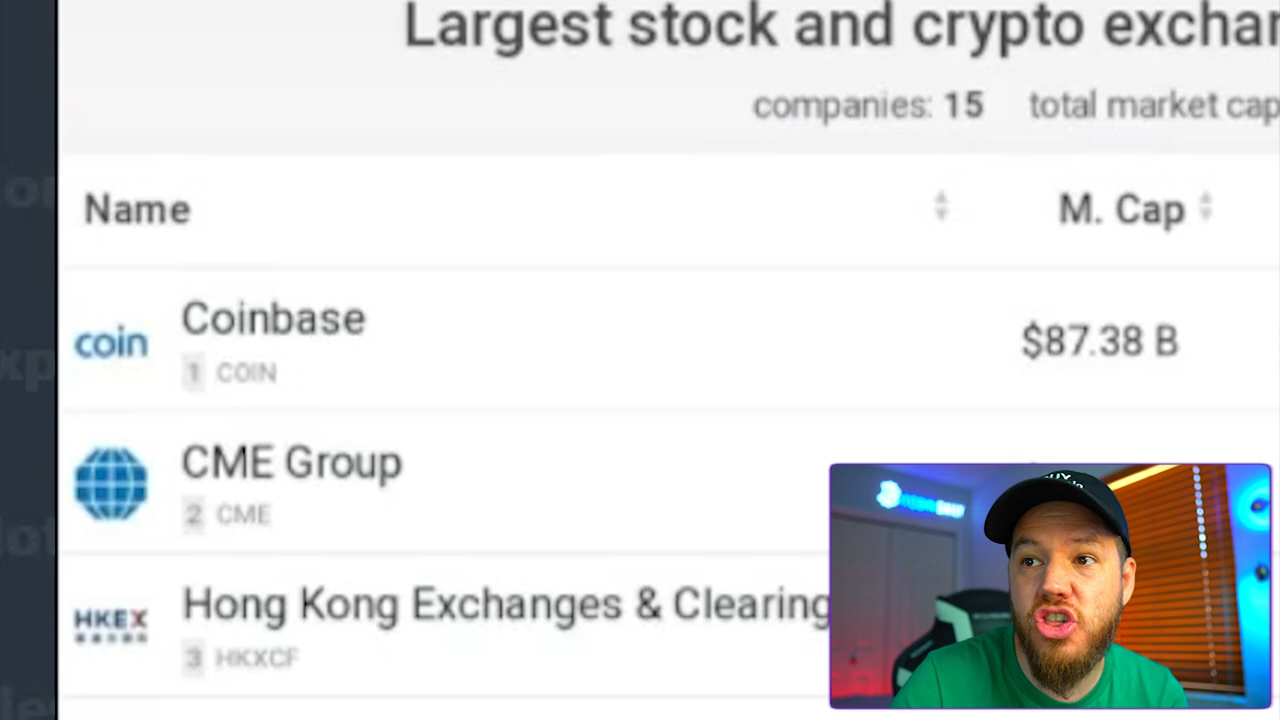 Largest stock and crypto exchan
companies: 15 total market cap
Name M. Cap
coin Coinbase $87.38 B
1 COIN
CME Group
2 CME
HKEX Hong Kong Exchanges & Clearing
3 HKXCF